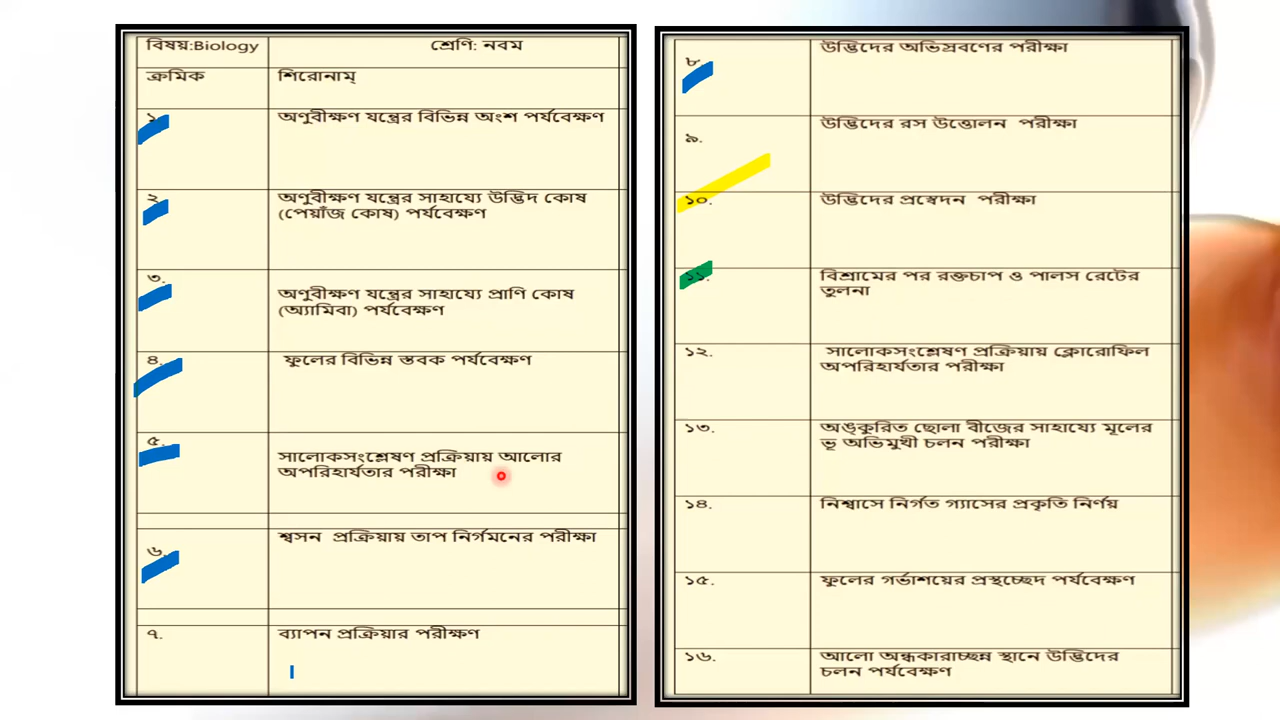 বিষয়:Biology শ্রেণি: নবম
ক্রমিক শিরোনাম্
১. অণুবীক্ষণ যন্ত্রের বিভিন্ন অংশ পর্যবেক্ষণ
২. অণুবীক্ষণ যন্ত্রের সাহায্যে উদ্ভিদ কোষ
(পেয়াঁজ কোষ) পর্যবেক্ষণ
৩. অণুবীক্ষণ যন্ত্রের সাহায্যে প্রাণি কোষ
(অ্যামিবা) পর্যবেক্ষণ
৪. ফুলের বিভিন্ন স্তবক পর্যবেক্ষণ
৫. সালোকসংশ্লেষণ প্রক্রিয়ায় আলোর
অপরিহার্যতার পরীক্ষা
৬. শ্বসন প্রক্রিয়ায় তাপ নির্গমনের পরীক্ষা
৭. ব্যাপন প্রক্রিয়ার পরীক্ষণ
৮. উদ্ভিদের অভিস্রবণের পরীক্ষা
৯. উদ্ভিদের রস উত্তোলন পরীক্ষা
১০. উদ্ভিদের প্রস্বেদন পরীক্ষা
১১. বিশ্রামের পর রক্তচাপ ও পালস রেটের
তুলনা
১২. সালোকসংশ্লেষণ প্রক্রিয়ায় ক্লোরোফিল
অপরিহার্যতার পরীক্ষা
১৩. অঙ্কুরিত ছোলা বীজের সাহায্যে মূলের
ভূ অভিমুখী চলন পরীক্ষা
১৪. নিশ্বাসে নির্গত গ্যাসের প্রকৃতি নির্ণয়
১৫. ফুলের গর্ভাশয়ের প্রস্থচ্ছেদ পর্যবেক্ষণ
১৬. আলো অন্ধকারাচ্ছন্ন স্থানে উদ্ভিদের
চলন পর্যবেক্ষণ